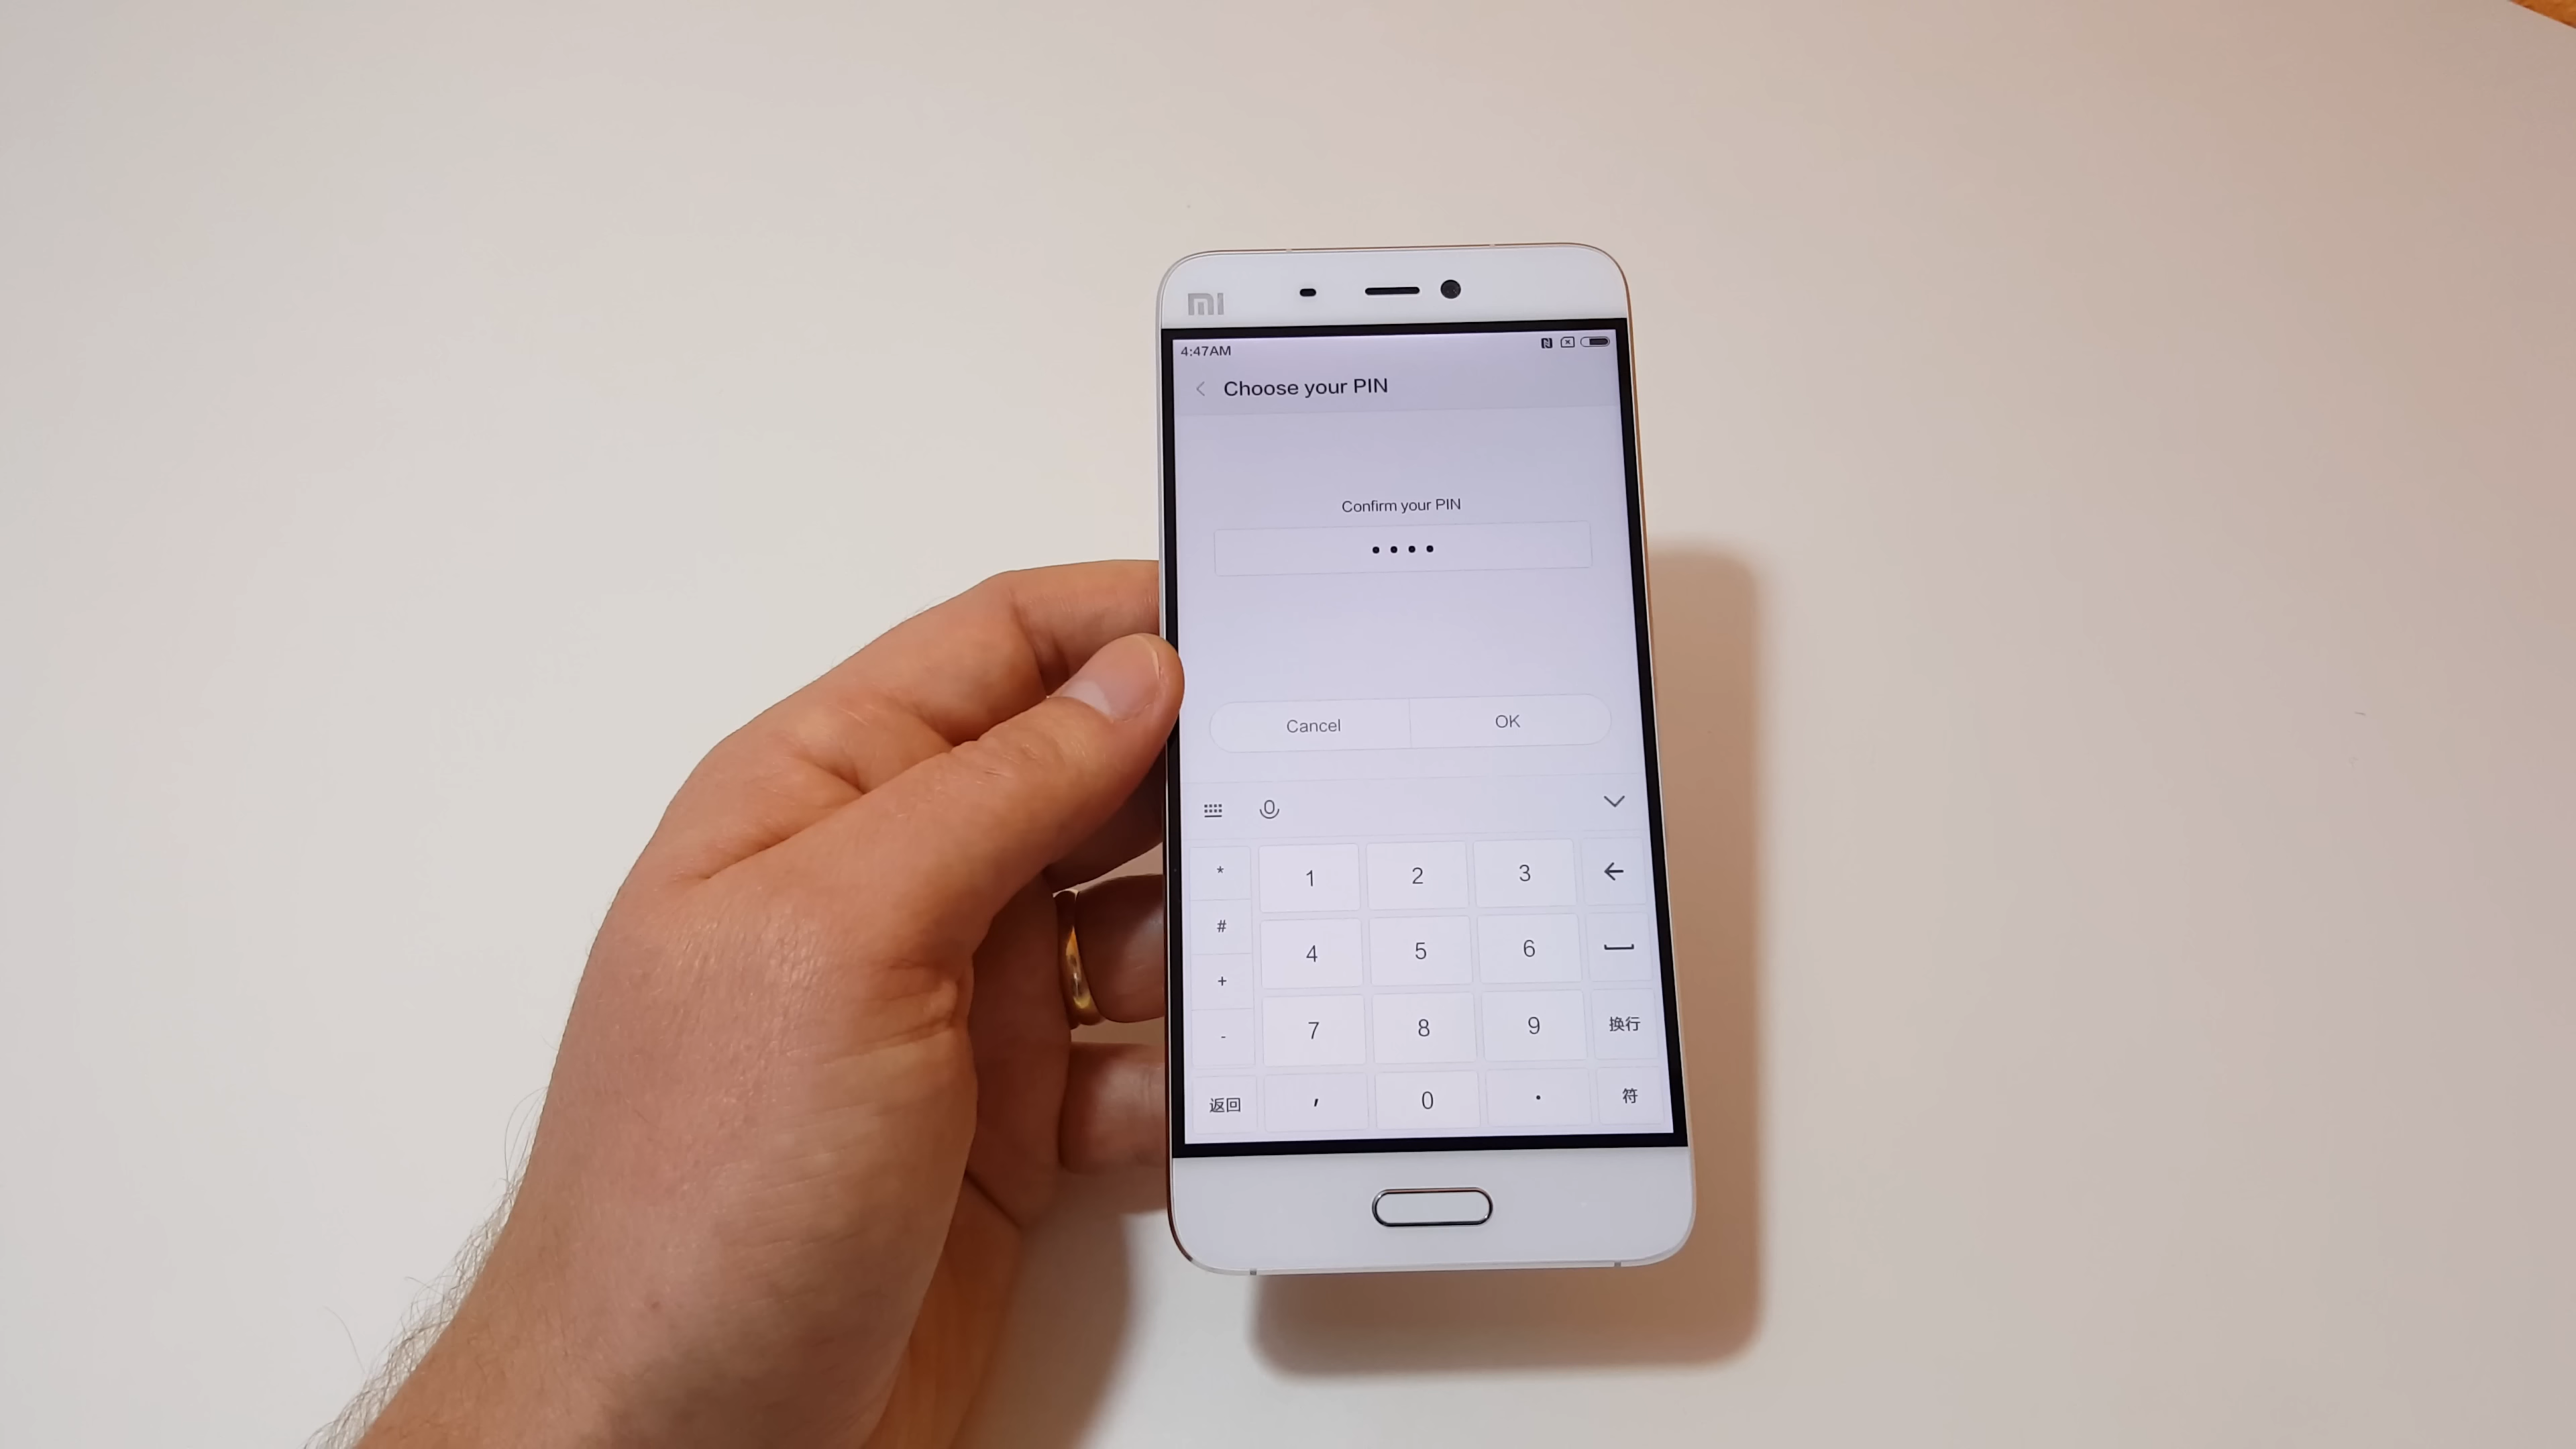 MI
4:47AM
Choose your PIN
Confirm your PIN
Cancel OK
* 1 2 3
# 4 5 6
+ 7 8 9 换行
-
返回 , 0 . 符